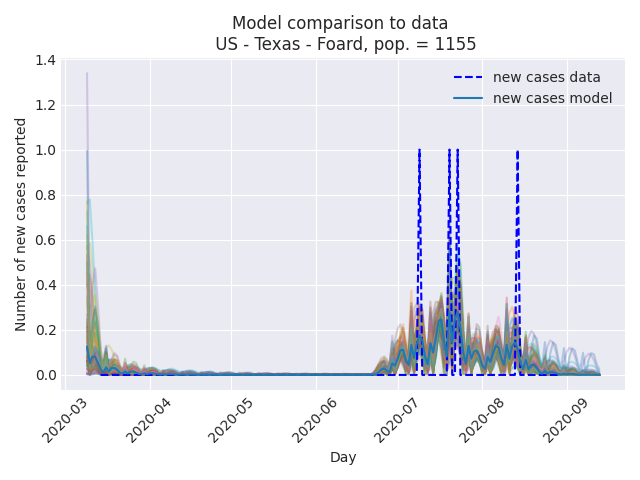 Model comparison to data
US - Texas - Foard, pop. = 1155
new cases data
new cases model
Number of new cases reported
1.4
1.2
1.0
0.8
0.6
0.4
0.2
0.0
2020-03
2020-04
2020-05
2020-06
2020-07
2020-08
2020-09
Day